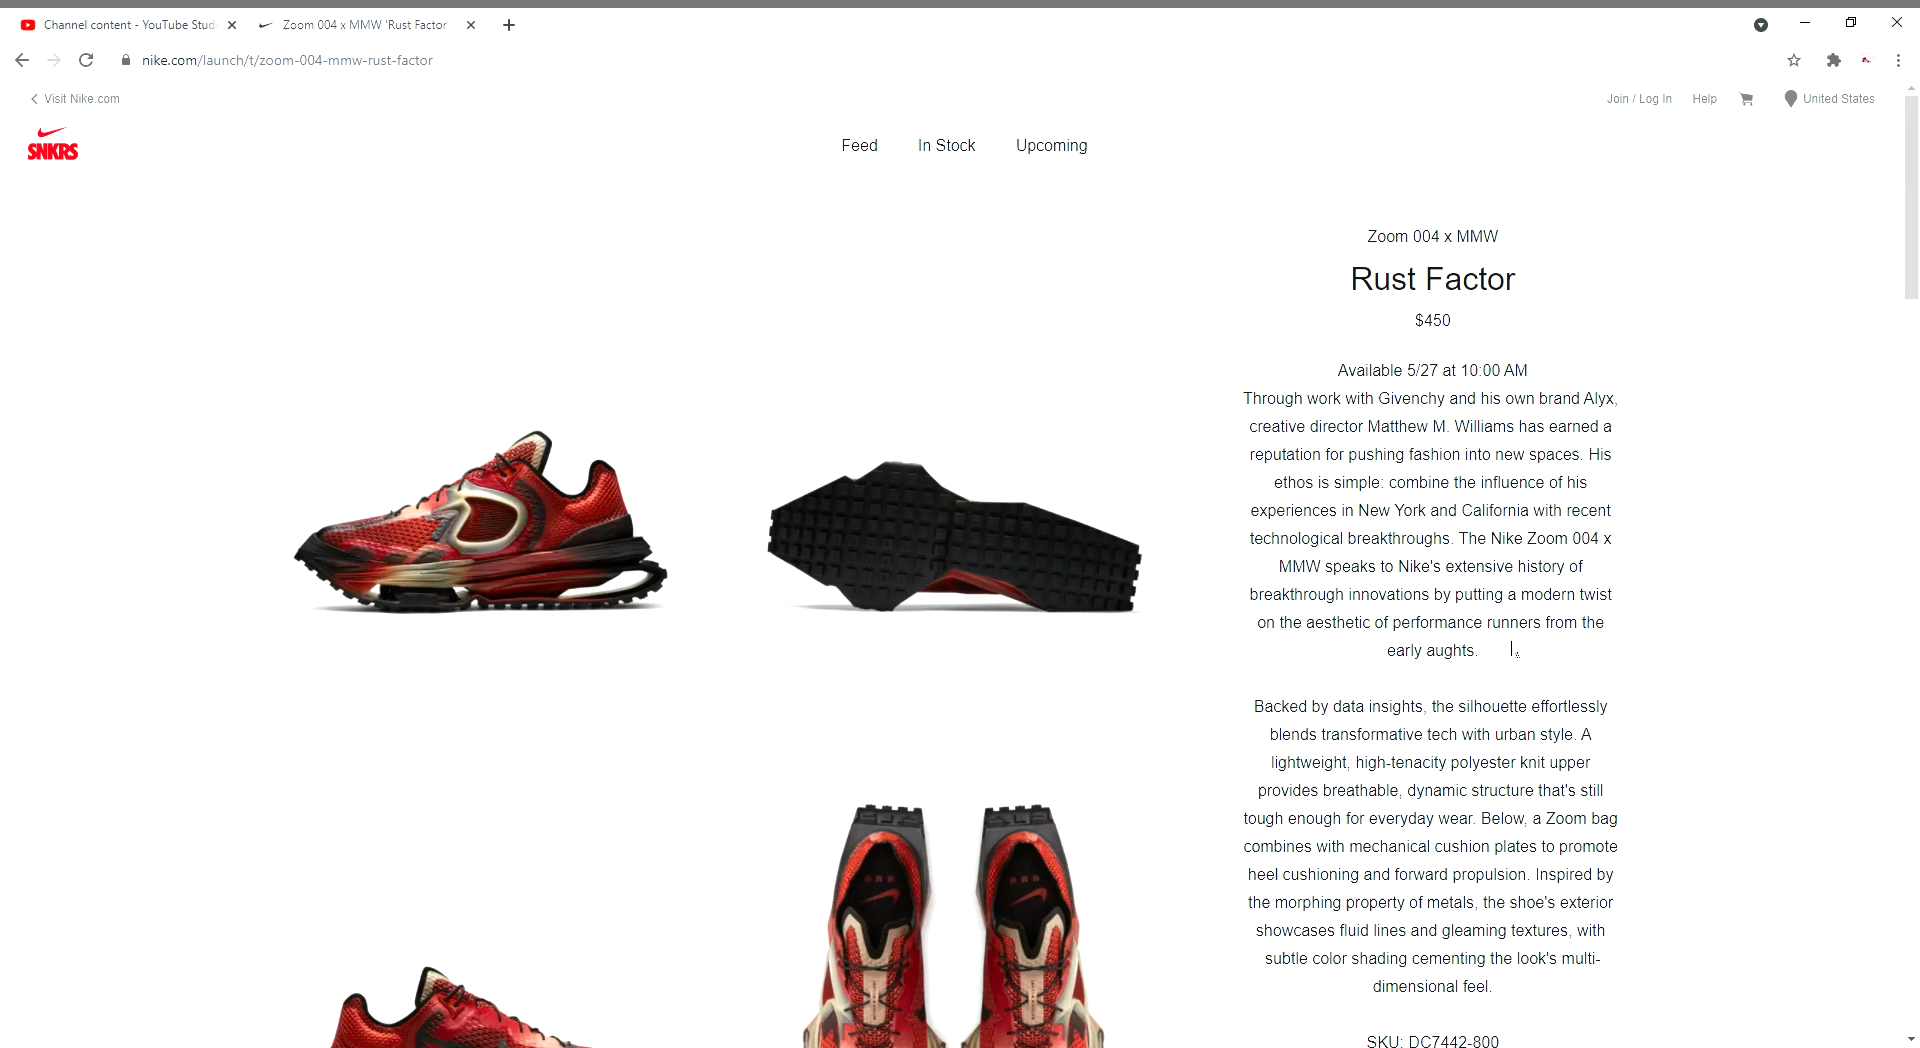 Channel content - YouTube Stud
Zoom 004 x MMW 'Rust Factor'
nike.com/launch/t/zoom-004-mmw-rust-factor
Visit Nike.com
Join / Log In
Help
United States
SNKRS
Feed
In Stock
Upcoming
Zoom 004 x MMW
Rust Factor
$450
Available 5/27 at 10:00 AM
Through work with Givenchy and his own brand Alyx,
creative director Matthew M. Williams has earned a
reputation for pushing fashion into new spaces. His
ethos is simple: combine the influence of his
experiences in New York and California with recent
technological breakthroughs. The Nike Zoom 004 x
MMW speaks to Nike's extensive history of
breakthrough innovations by putting a modern twist
on the aesthetic of performance runners from the
early aughts.
Backed by data insights, the silhouette effortlessly
blends transformative tech with urban style. A
lightweight, high-tenacity polyester knit upper
provides breathable, dynamic structure that's still
tough enough for everyday wear. Below, a Zoom bag
combines with mechanical cushion plates to promote
heel cushioning and forward propulsion. Inspired by
the morphing property of metals, the shoe's exterior
showcases fluid lines and gleaming textures, with
subtle color shading cementing the look's multi-
dimensional feel.
SKU: DC7442-800